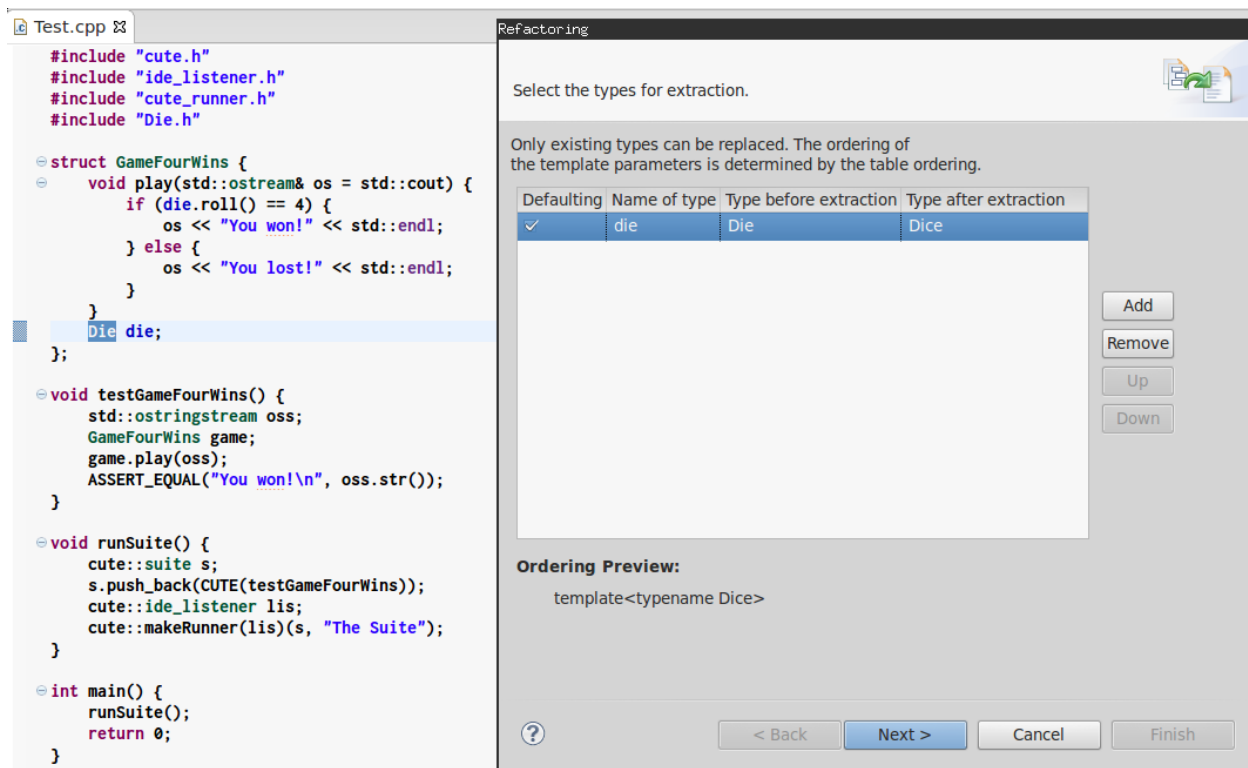 Test.cpp
#include "cute.h"
#include "ide_listener.h"
#include "cute_runner.h"
#include "Die.h"
struct GameFourWins {
void play(std::ostream& os = std::cout) {
if (die.roll() == 4) {
os << "You won!" << std::endl;
} else {
os << "You lost!" << std::endl;
}
}
Die die;
};
void testGameFourWins() {
std::ostringstream oss;
GameFourWins game;
game.play(oss);
ASSERT_EQUAL("You won!\n", oss.str());
}
void runSuite() {
cute::suite s;
s.push_back(CUTE(testGameFourWins));
cute::ide_listener lis;
cute::makeRunner(lis)(s, "The Suite");
}
int main() {
runSuite();
return 0;
}
Refactoring
Select the types for extraction.
Only existing types can be replaced. The ordering of
the template parameters is determined by the table ordering.
Defaulting Name of type Type before extraction Type after extraction
die Die Dice
Add
Remove
Up
Down
Ordering Preview:
template<typename Dice>
? < Back Next > Cancel Finish